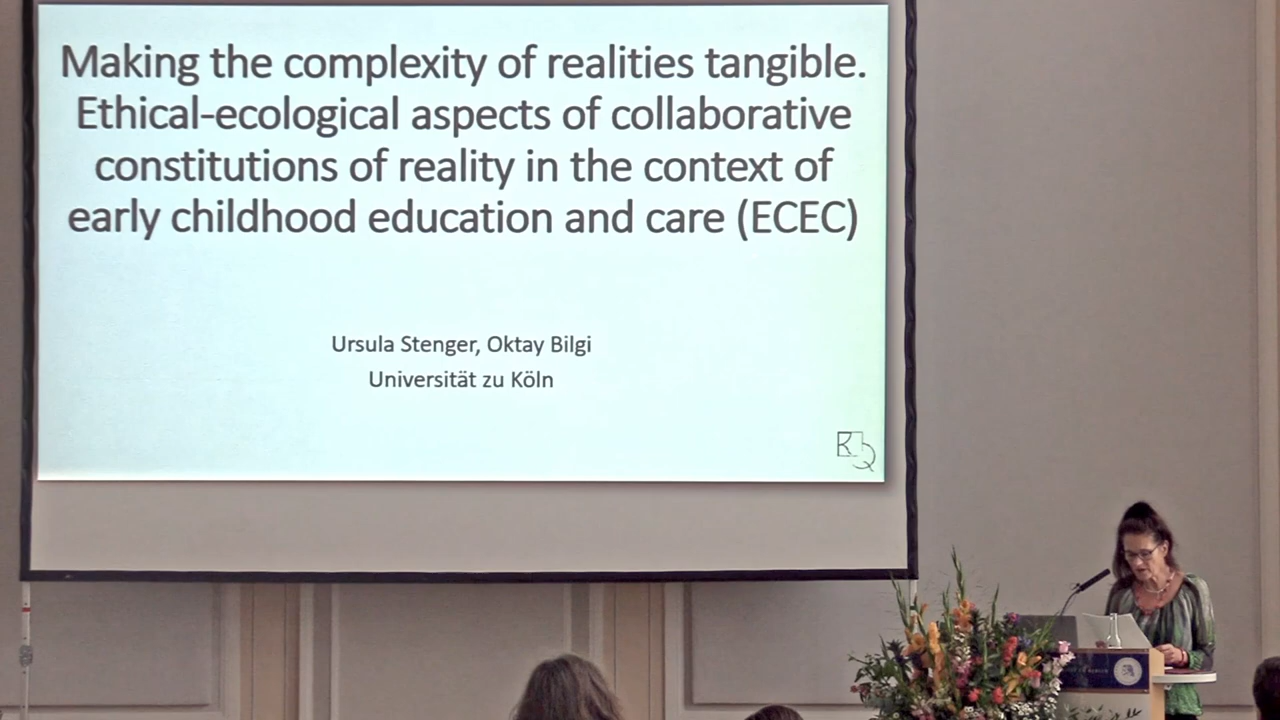 Making the complexity of realities tangible.
Ethical-ecological aspects of collaborative
constitutions of reality in the context of
early childhood education and care (ECEC)
Ursula Stenger, Oktay Bilgi
Universität zu Köln